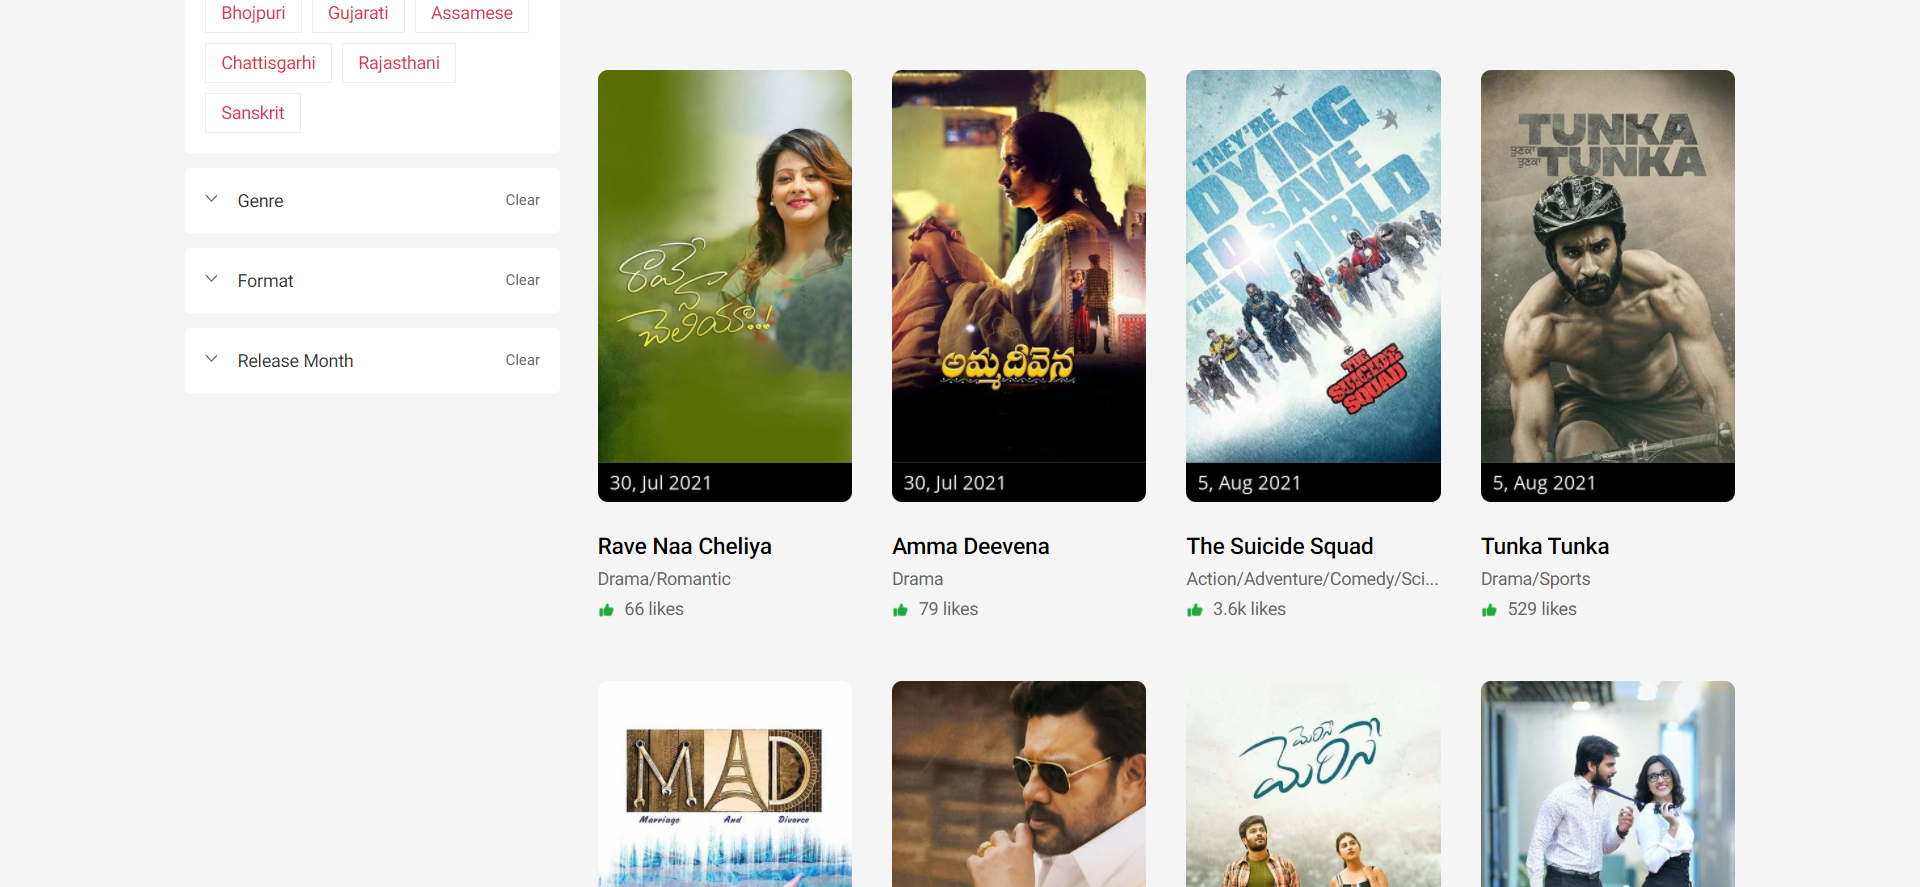 Bhojpuri
Gujarati
Assamese
Chattisgarhi
Rajasthani
Sanskrit
Genre
Clear
Format
Clear
Release Month
Clear
రావే నా
చెలియా...!
30, Jul 2021
Rave Naa Cheliya
Drama/Romantic
66 likes
అమ్మ దీవెన
30, Jul 2021
Amma Deevena
Drama
79 likes
THEY'RE
DYING
TO SAVE
THE WORLD
DC
THE
SUICIDE
SQUAD
5, Aug 2021
The Suicide Squad
Action/Adventure/Comedy/Sci...
3.6k likes
TUNKA
ਤੁਣਕਾ
ਤੁਣਕਾ
TUNKA
5, Aug 2021
Tunka Tunka
Drama/Sports
529 likes
MAD
Marriage And Divorce
మెరిసే
మెరిసే